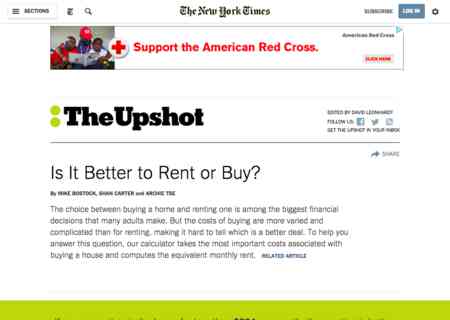 SECTIONS
The New York Times
SUBSCRIBE
LOG IN
American Red Cross
Support the American Red Cross.
CLICK HERE
TheUpshot
EDITED BY DAVID LEONHARDT
FOLLOW US:
GET THE UPSHOT IN YOUR INBOX
SHARE
Is It Better to Rent or Buy?
By MIKE BOSTOCK, SHAN CARTER and ARCHIE TSE
The choice between buying a home and renting one is among the biggest financial
decisions that many adults make. But the costs of buying are more varied and
complicated than for renting, making it hard to tell which is a better deal. To help you
answer this question, our calculator takes the most important costs associated with
buying a house and computes the equivalent monthly rent. RELATED ARTICLE